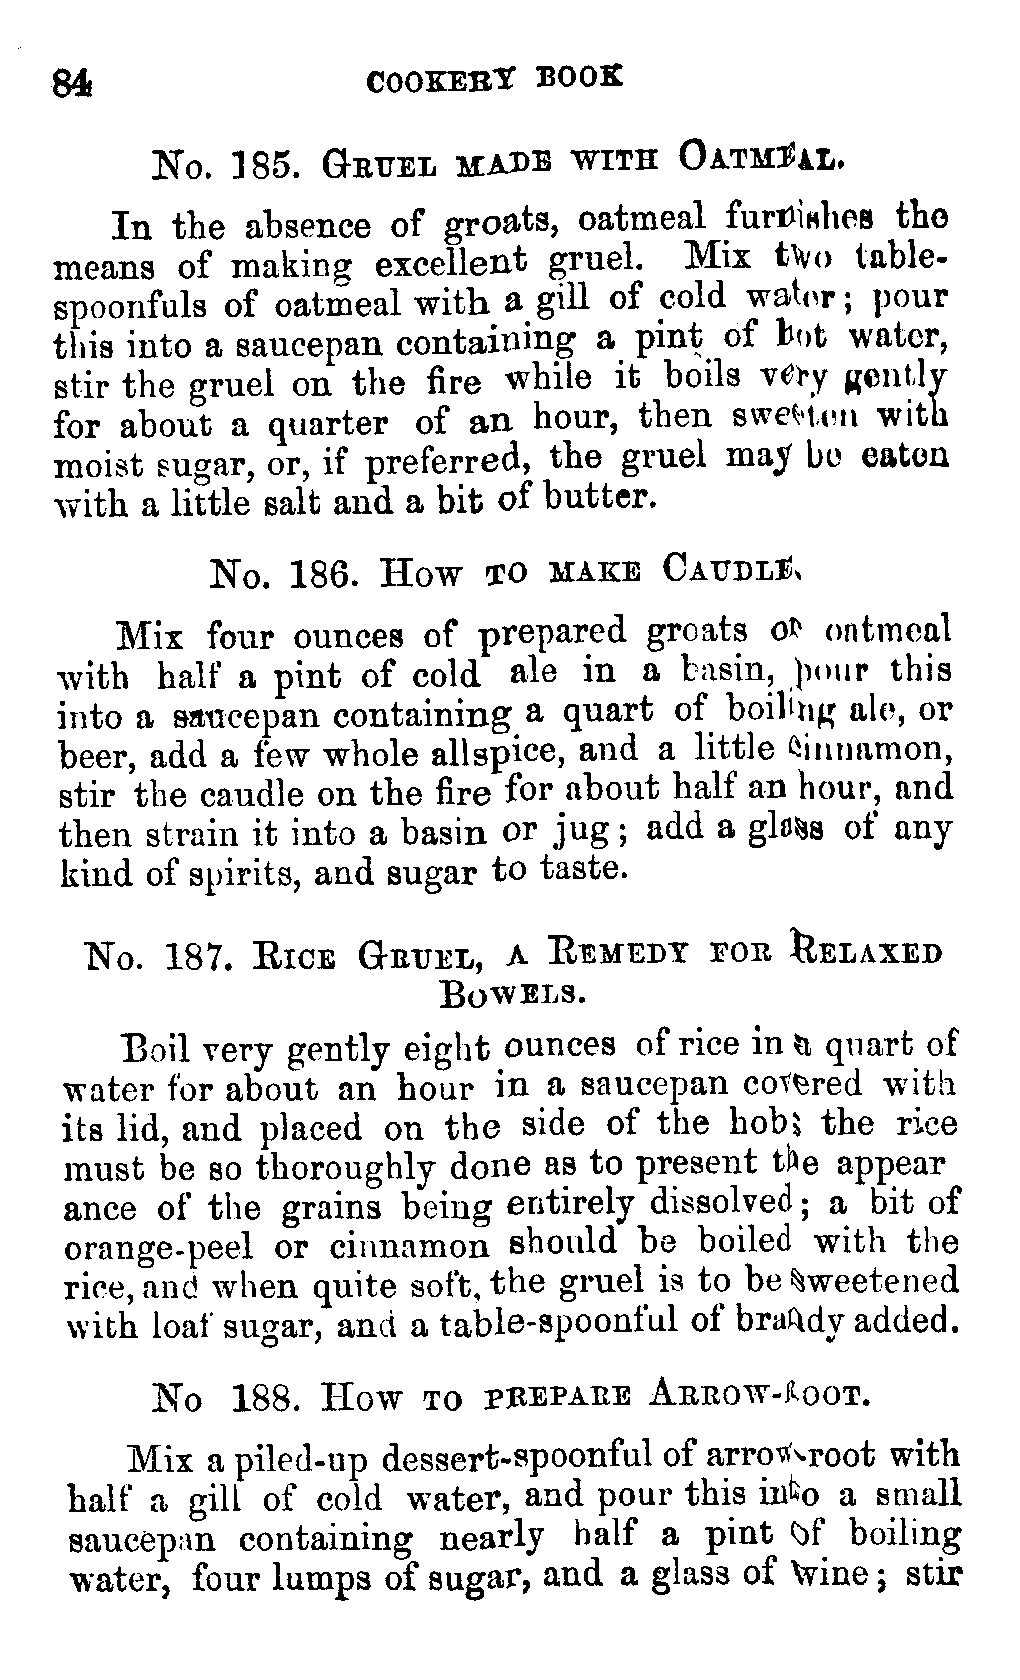 84 COOKERY BOOK
No. 185. GRUEL MADE WITH OATMEAL.
In the absence of groats, oatmeal furnishes the
means of making excellent gruel. Mix two table-
spoonfuls of oatmeal with a gill of cold water; pour
this into a saucepan containing a pint of hot water,
stir the gruel on the fire while it boils very gently
for about a quarter of an hour, then sweeten with
moist sugar, or, if preferred, the gruel may be eaten
with a little salt and a bit of butter.
No. 186. HOW TO MAKE CAUDLE.
Mix four ounces of prepared groats or oatmeal
with half a pint of cold ale in a basin, pour this
into a saucepan containing a quart of boiling ale, or
beer, add a few whole allspice, and a little cinnamon,
stir the caudle on the fire for about half an hour, and
then strain it into a basin or jug; add a glass of any
kind of spirits, and sugar to taste.
No. 187. RICE GRUEL, A REMEDY FOR RELAXED
BOWELS.
Boil very gently eight ounces of rice in a quart of
water for about an hour in a saucepan covered with
its lid, and placed on the side of the hob; the rice
must be so thoroughly done as to present the appear
ance of the grains being entirely dissolved; a bit of
orange-peel or cinnamon should be boiled with the
rice, and when quite soft, the gruel is to be sweetened
with loaf sugar, and a table-spoonful of brandy added.
No 188. HOW TO PREPARE ARROW-ROOT.
Mix a piled-up dessert-spoonful of arrow-root with
half a gill of cold water, and pour this into a small
saucepan containing nearly half a pint of boiling
water, four lumps of sugar, and a glass of wine; stir